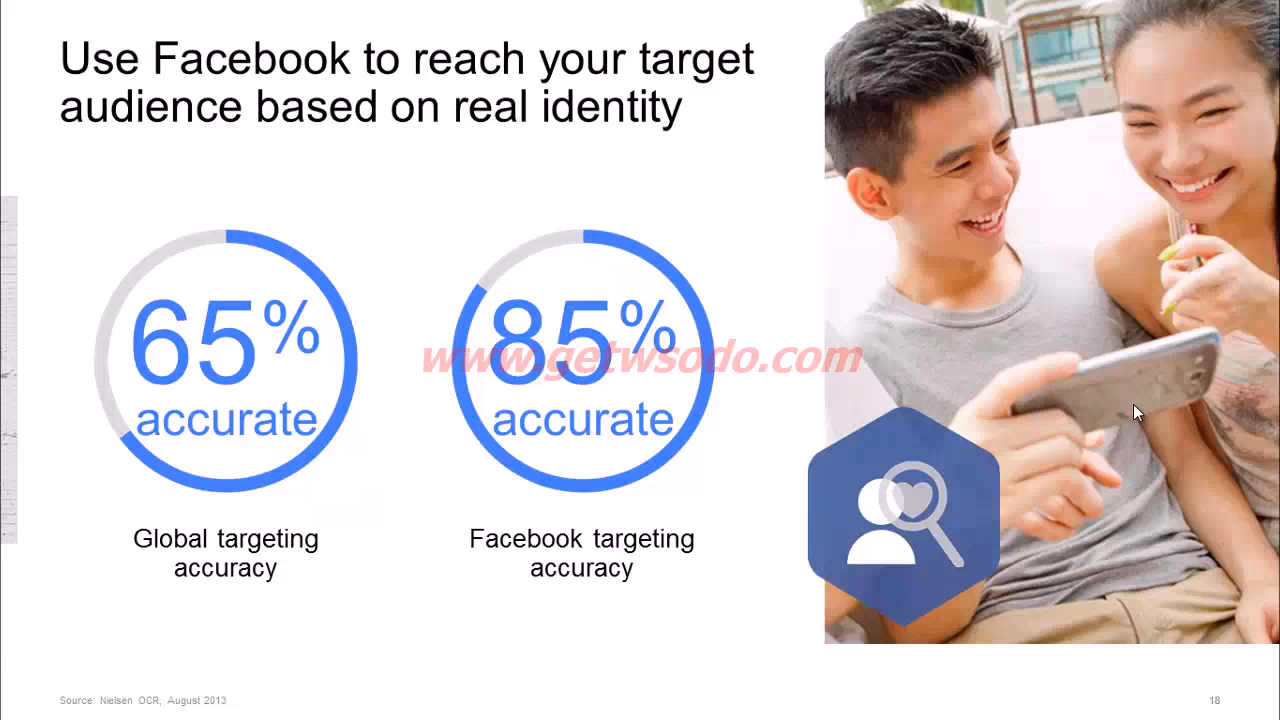 Use Facebook to reach your target
audience based on real identity
65%
accurate
85%
accurate
www.getwsodo.com
Global targeting
accuracy
Facebook targeting
accuracy
Source: Nielsen OCR, August 2013
18